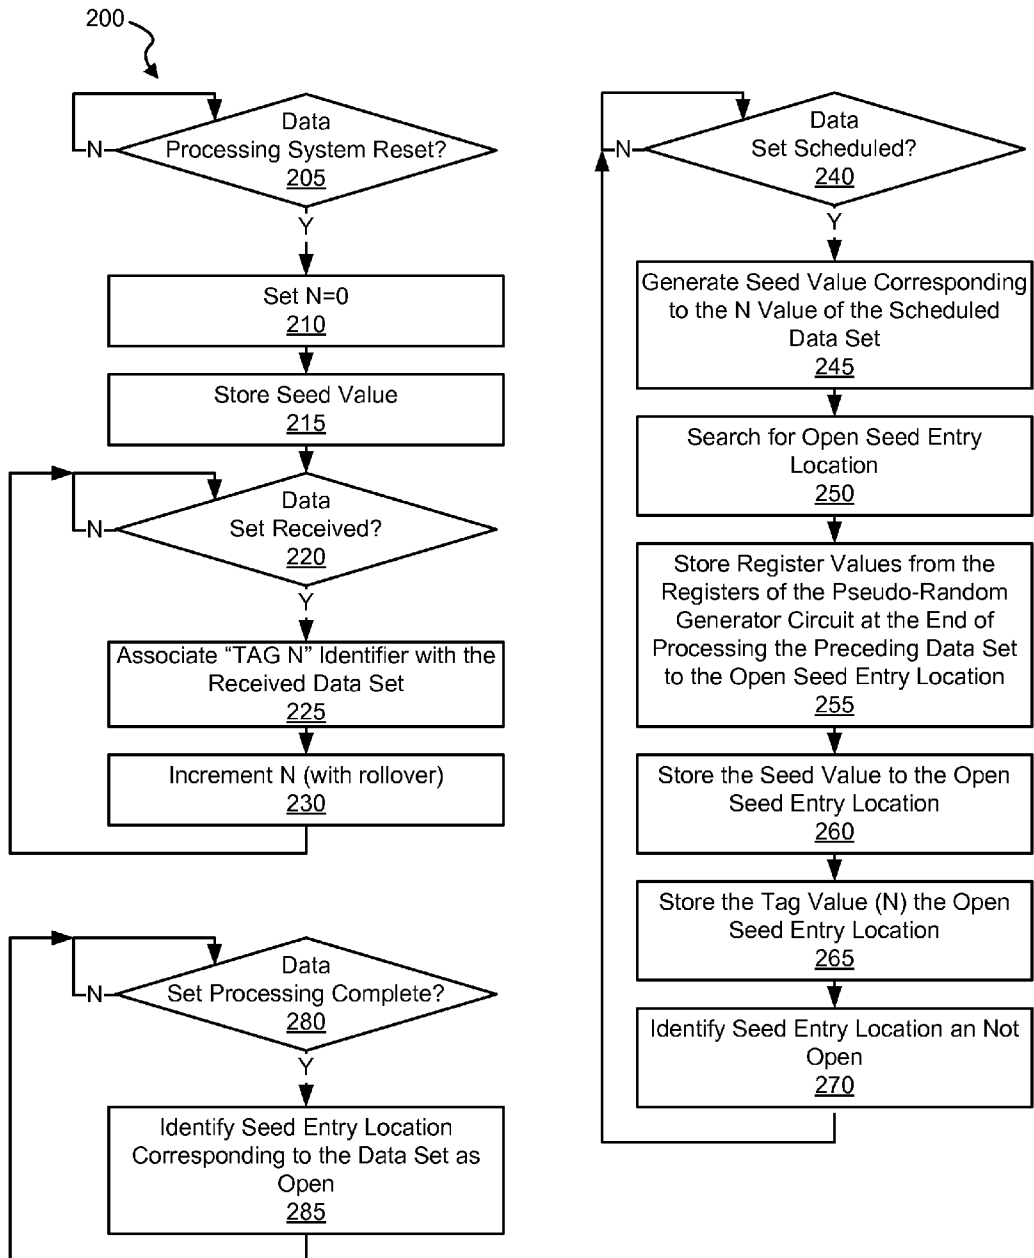 200
Data
Processing System Reset?
205
N
Y
Set N=0
210
Store Seed Value
215
Data
Set Received?
220
N
Y
Associate “TAG N” Identifier with the
Received Data Set
225
Increment N (with rollover)
230
Data
Set Processing Complete?
280
N
Y
Identify Seed Entry Location
Corresponding to the Data Set as
Open
285
Data
Set Scheduled?
240
N
Y
Generate Seed Value Corresponding
to the N Value of the Scheduled
Data Set
245
Search for Open Seed Entry
Location
250
Store Register Values from the
Registers of the Pseudo-Random
Generator Circuit at the End of
Processing the Preceding Data Set
to the Open Seed Entry Location
255
Store the Seed Value to the Open
Seed Entry Location
260
Store the Tag Value (N) the Open
Seed Entry Location
265
Identify Seed Entry Location an Not
Open
270